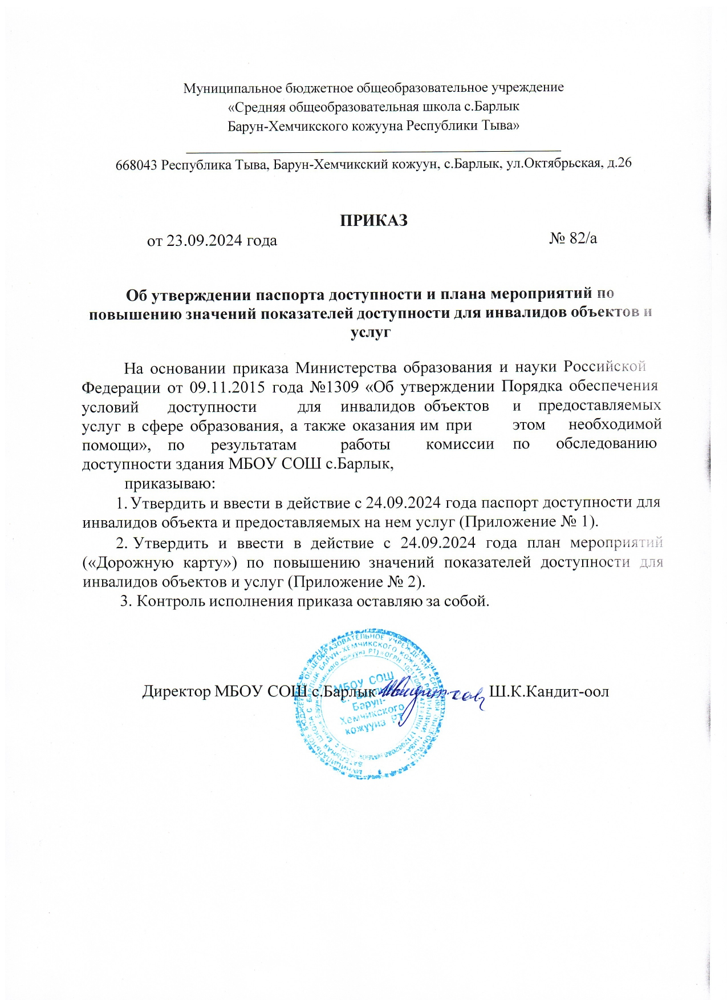 Муниципальное бюджетное общеобразовательное учреждение
«Средняя общеобразовательная школа с.Барлык
Барун-Хемчикского кожууна Республики Тыва»
668043 Республика Тыва, Барун-Хемчикский кожуун, с.Барлык, ул.Октябрьская, д.26
ПРИКАЗ
от 23.09.2024 года № 82/а
Об утверждении паспорта доступности и плана мероприятий по
повышению значений показателей доступности для инвалидов объектов и
услуг
На основании приказа Министерства образования и науки Российской
Федерации от 09.11.2015 года №1309 «Об утверждении Порядка обеспечения
условий доступности для инвалидов объектов и предоставляемых
услуг в сфере образования, а также оказания им при этом необходимой
помощи», по результатам работы комиссии по обследованию
доступности здания МБОУ СОШ с.Барлык,
приказываю:
1. Утвердить и ввести в действие с 24.09.2024 года паспорт доступности для
инвалидов объекта и предоставляемых на нем услуг (Приложение № 1).
2. Утвердить и ввести в действие с 24.09.2024 года план мероприятий
(«Дорожную карту») по повышению значений показателей доступности для
инвалидов объектов и услуг (Приложение № 2).
3. Контроль исполнения приказа оставляю за собой.
Директор МБОУ СОШ с.Барлык Ш.К.Кандит-оол
МБОУ СОШ
с. Барлык
Барун-
Хемчикского
кожууна РТ